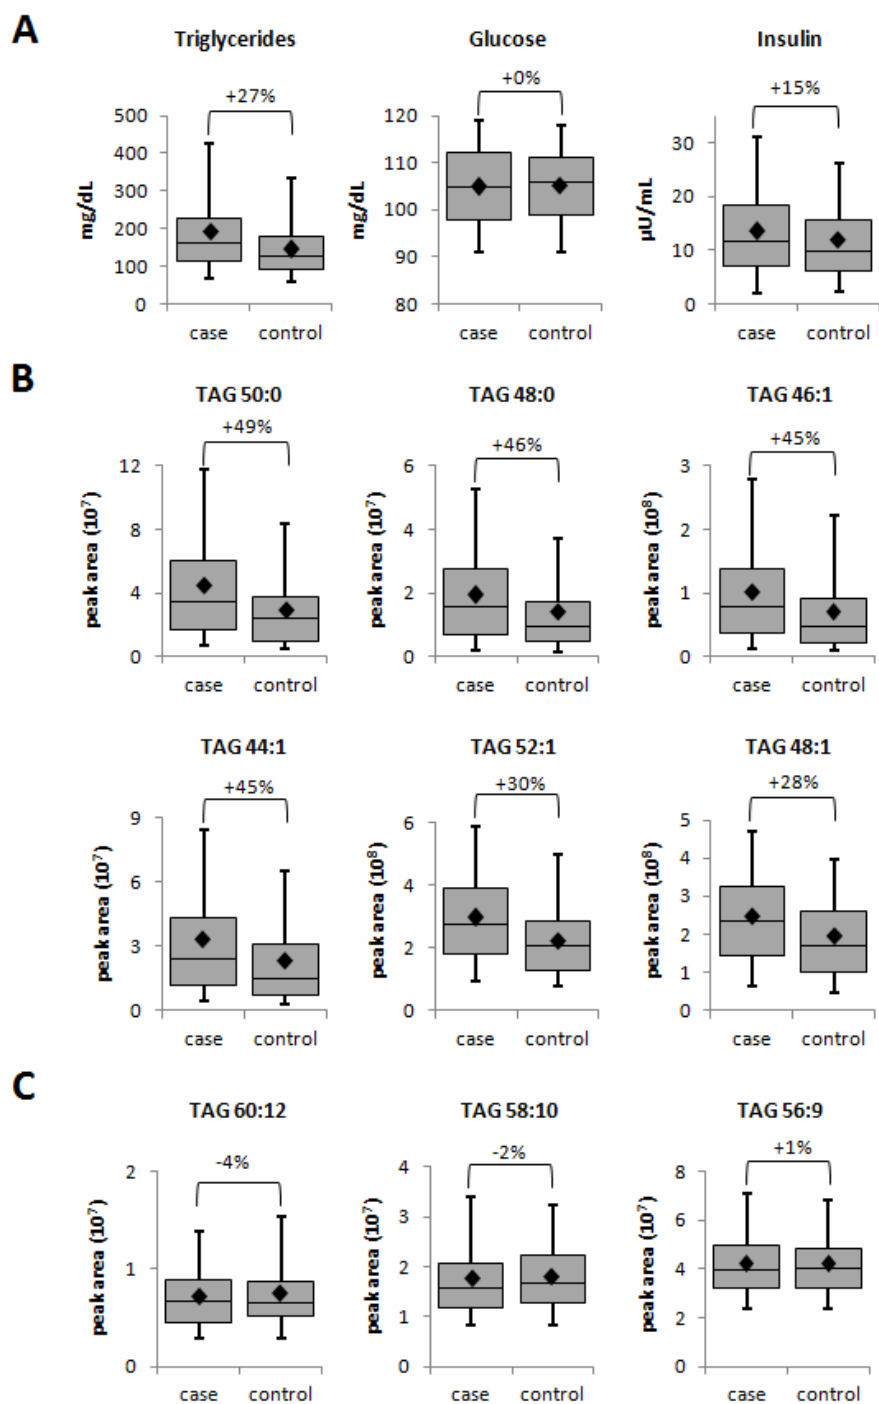 A
Triglycerides Glucose Insulin
+27% +0% +15%
mg/dL mg/dL µU/mL
500 400 300 200 100 0
120 110 100 90 80
30 20 10 0
case control case control case control
B
TAG 50:0 TAG 48:0 TAG 46:1
+49% +46% +45%
peak area (10⁷) peak area (10⁷) peak area (10⁸)
12 8 4 0
6 4 2 0
3 2 1 0
case control case control case control
TAG 44:1 TAG 52:1 TAG 48:1
+45% +30% +28%
peak area (10⁷) peak area (10⁸) peak area (10⁸)
9 6 3 0
6 4 2 0
5 4 3 2 1 0
case control case control case control
C
TAG 60:12 TAG 58:10 TAG 56:9
-4% -2% +1%
peak area (10⁷) peak area (10⁷) peak area (10⁷)
2 1 0
4 3 2 1 0
8 6 4 2 0
case control case control case control